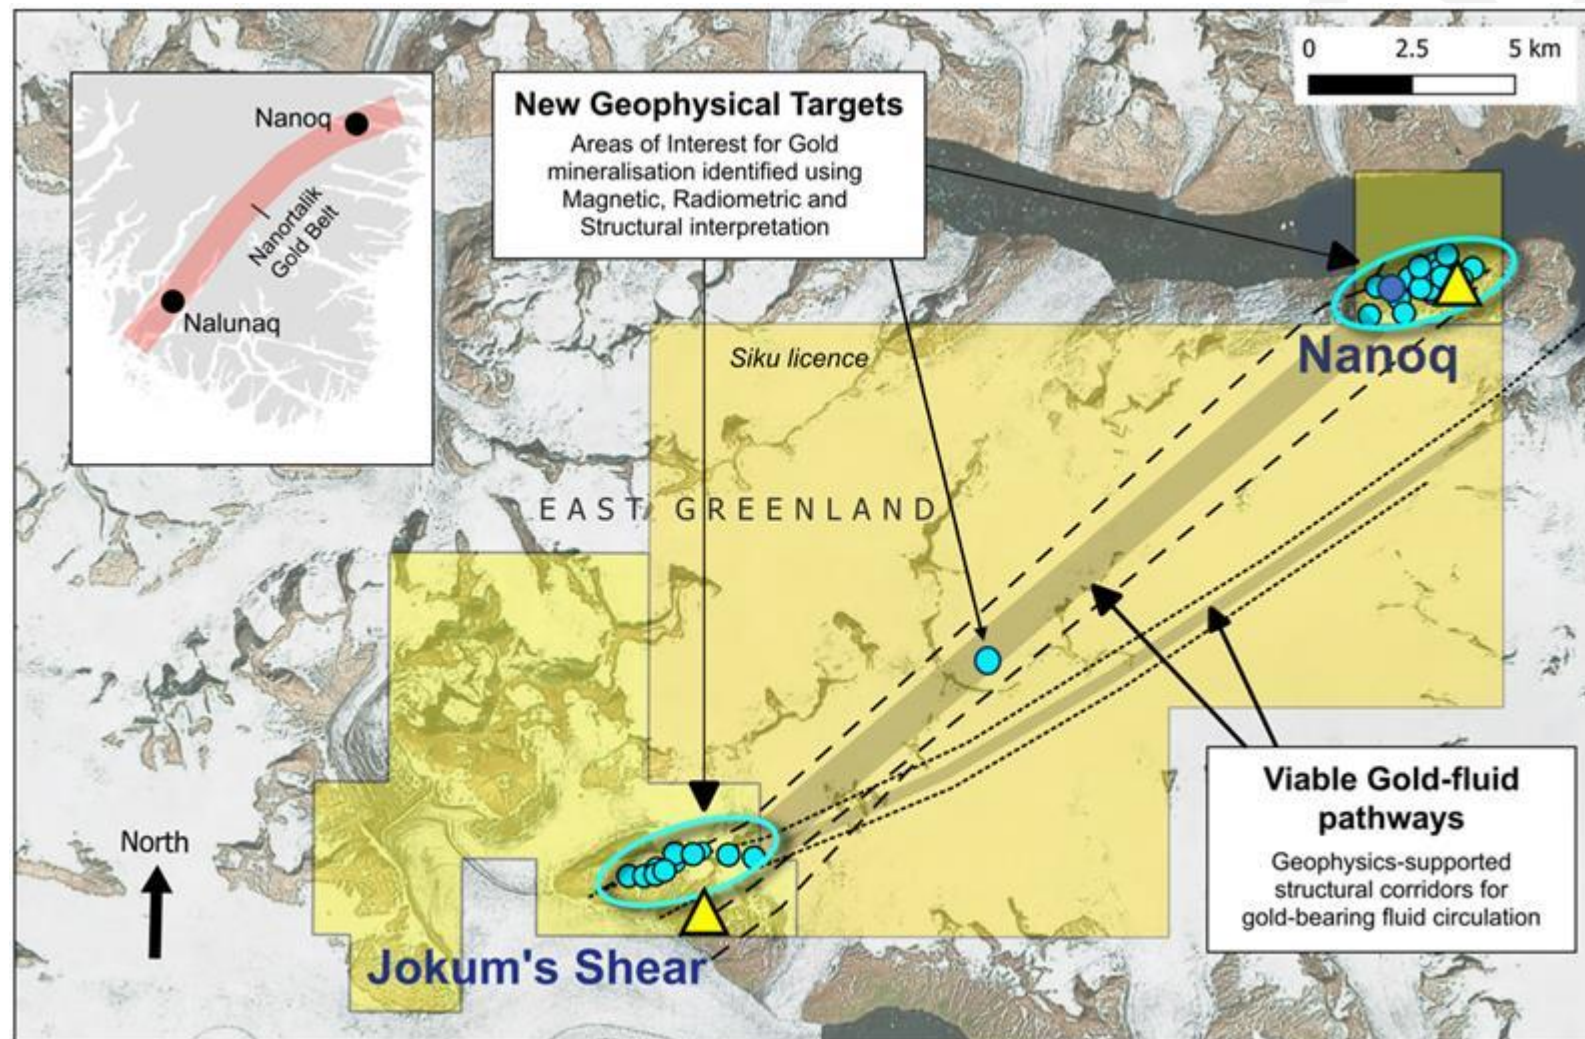 0 2.5 5 km
Nanoq
Nanortalik
Gold Belt
Nalunaq
New Geophysical Targets
Areas of Interest for Gold
mineralisation identified using
Magnetic, Radiometric and
Structural interpretation
Siku licence
Nanoq
EAST GREENLAND
North
Jokum's Shear
Viable Gold-fluid
pathways
Geophysics-supported
structural corridors for
gold-bearing fluid circulation